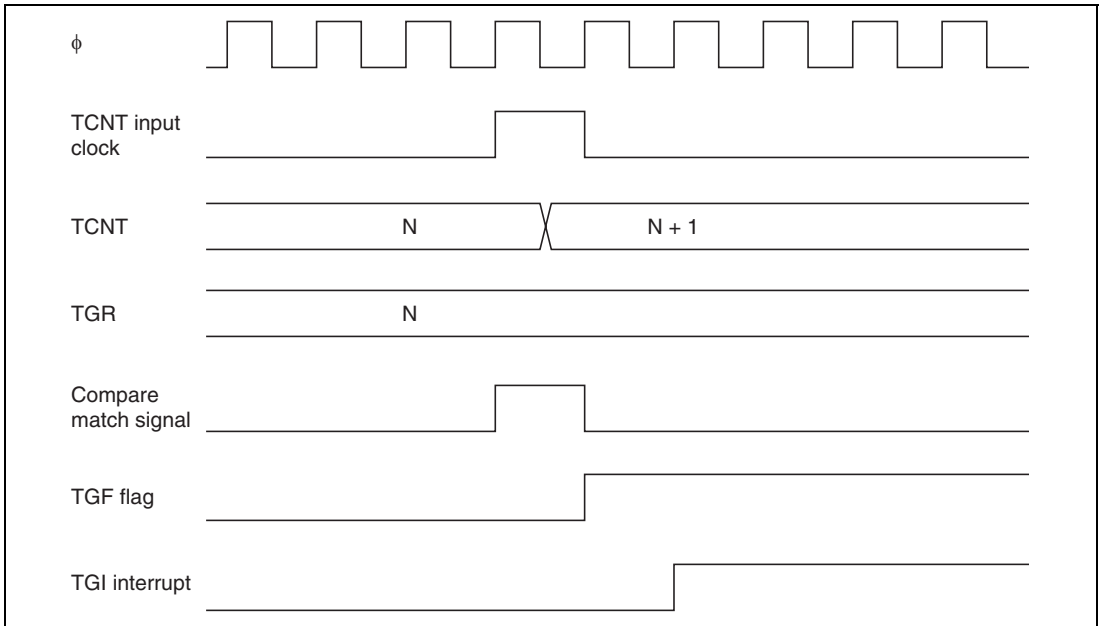 ϕ
TCNT input
clock
TCNT
N
N + 1
TGR
N
Compare
match signal
TGF flag
TGI interrupt